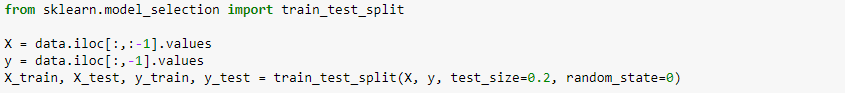 from sklearn.model_selection import train_test_split
X = data.iloc[:,:-1].values
y = data.iloc[:,-1].values
X_train, X_test, y_train, y_test = train_test_split(X, y, test_size=0.2, random_state=0)